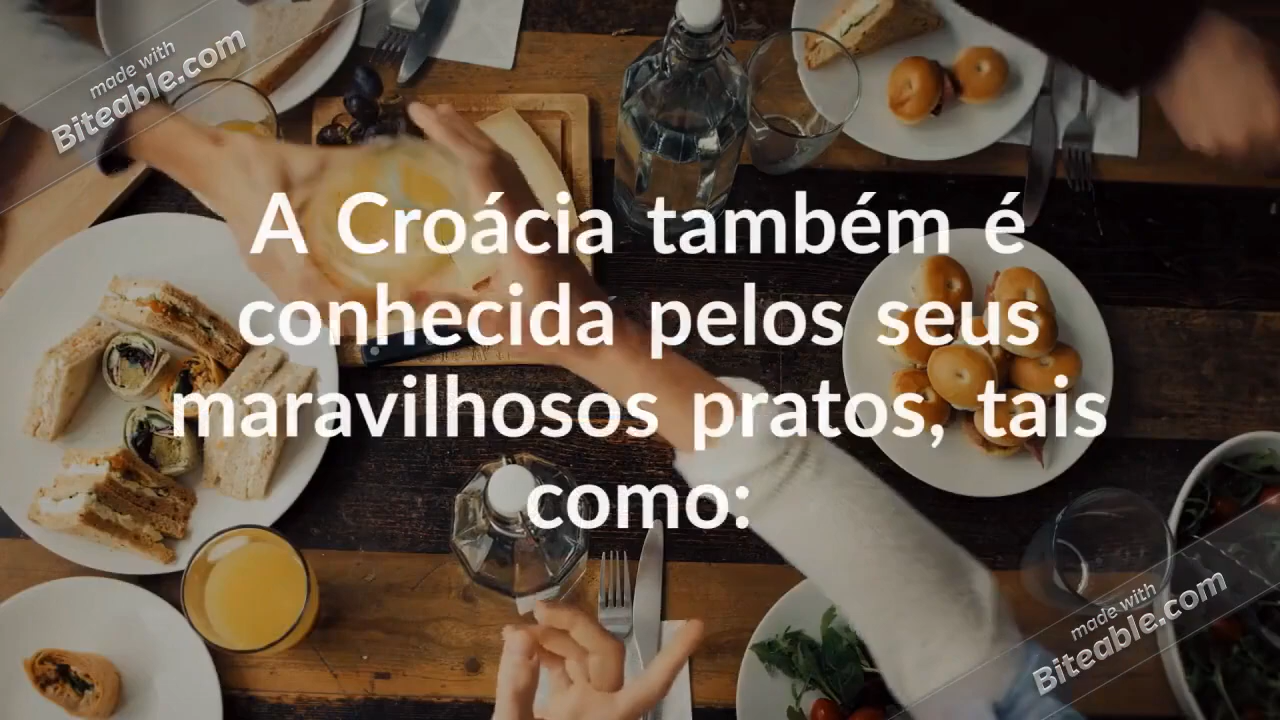 made with
Biteable.com
A Croácia também é
conhecida pelos seus
maravilhosos pratos, tais
como:
made with
Biteable.com